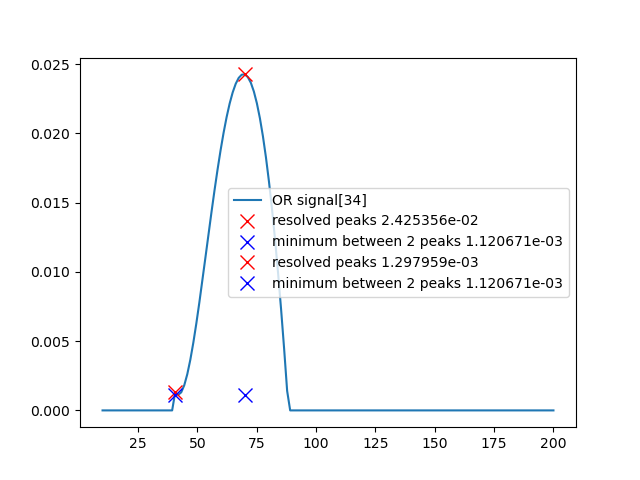 0.025
0.020
0.015
0.010
0.005
0.000
OR signal[34]
resolved peaks 2.425356e-02
minimum between 2 peaks 1.120671e-03
resolved peaks 1.297959e-03
minimum between 2 peaks 1.120671e-03
25 50 75 100 125 150 175 200